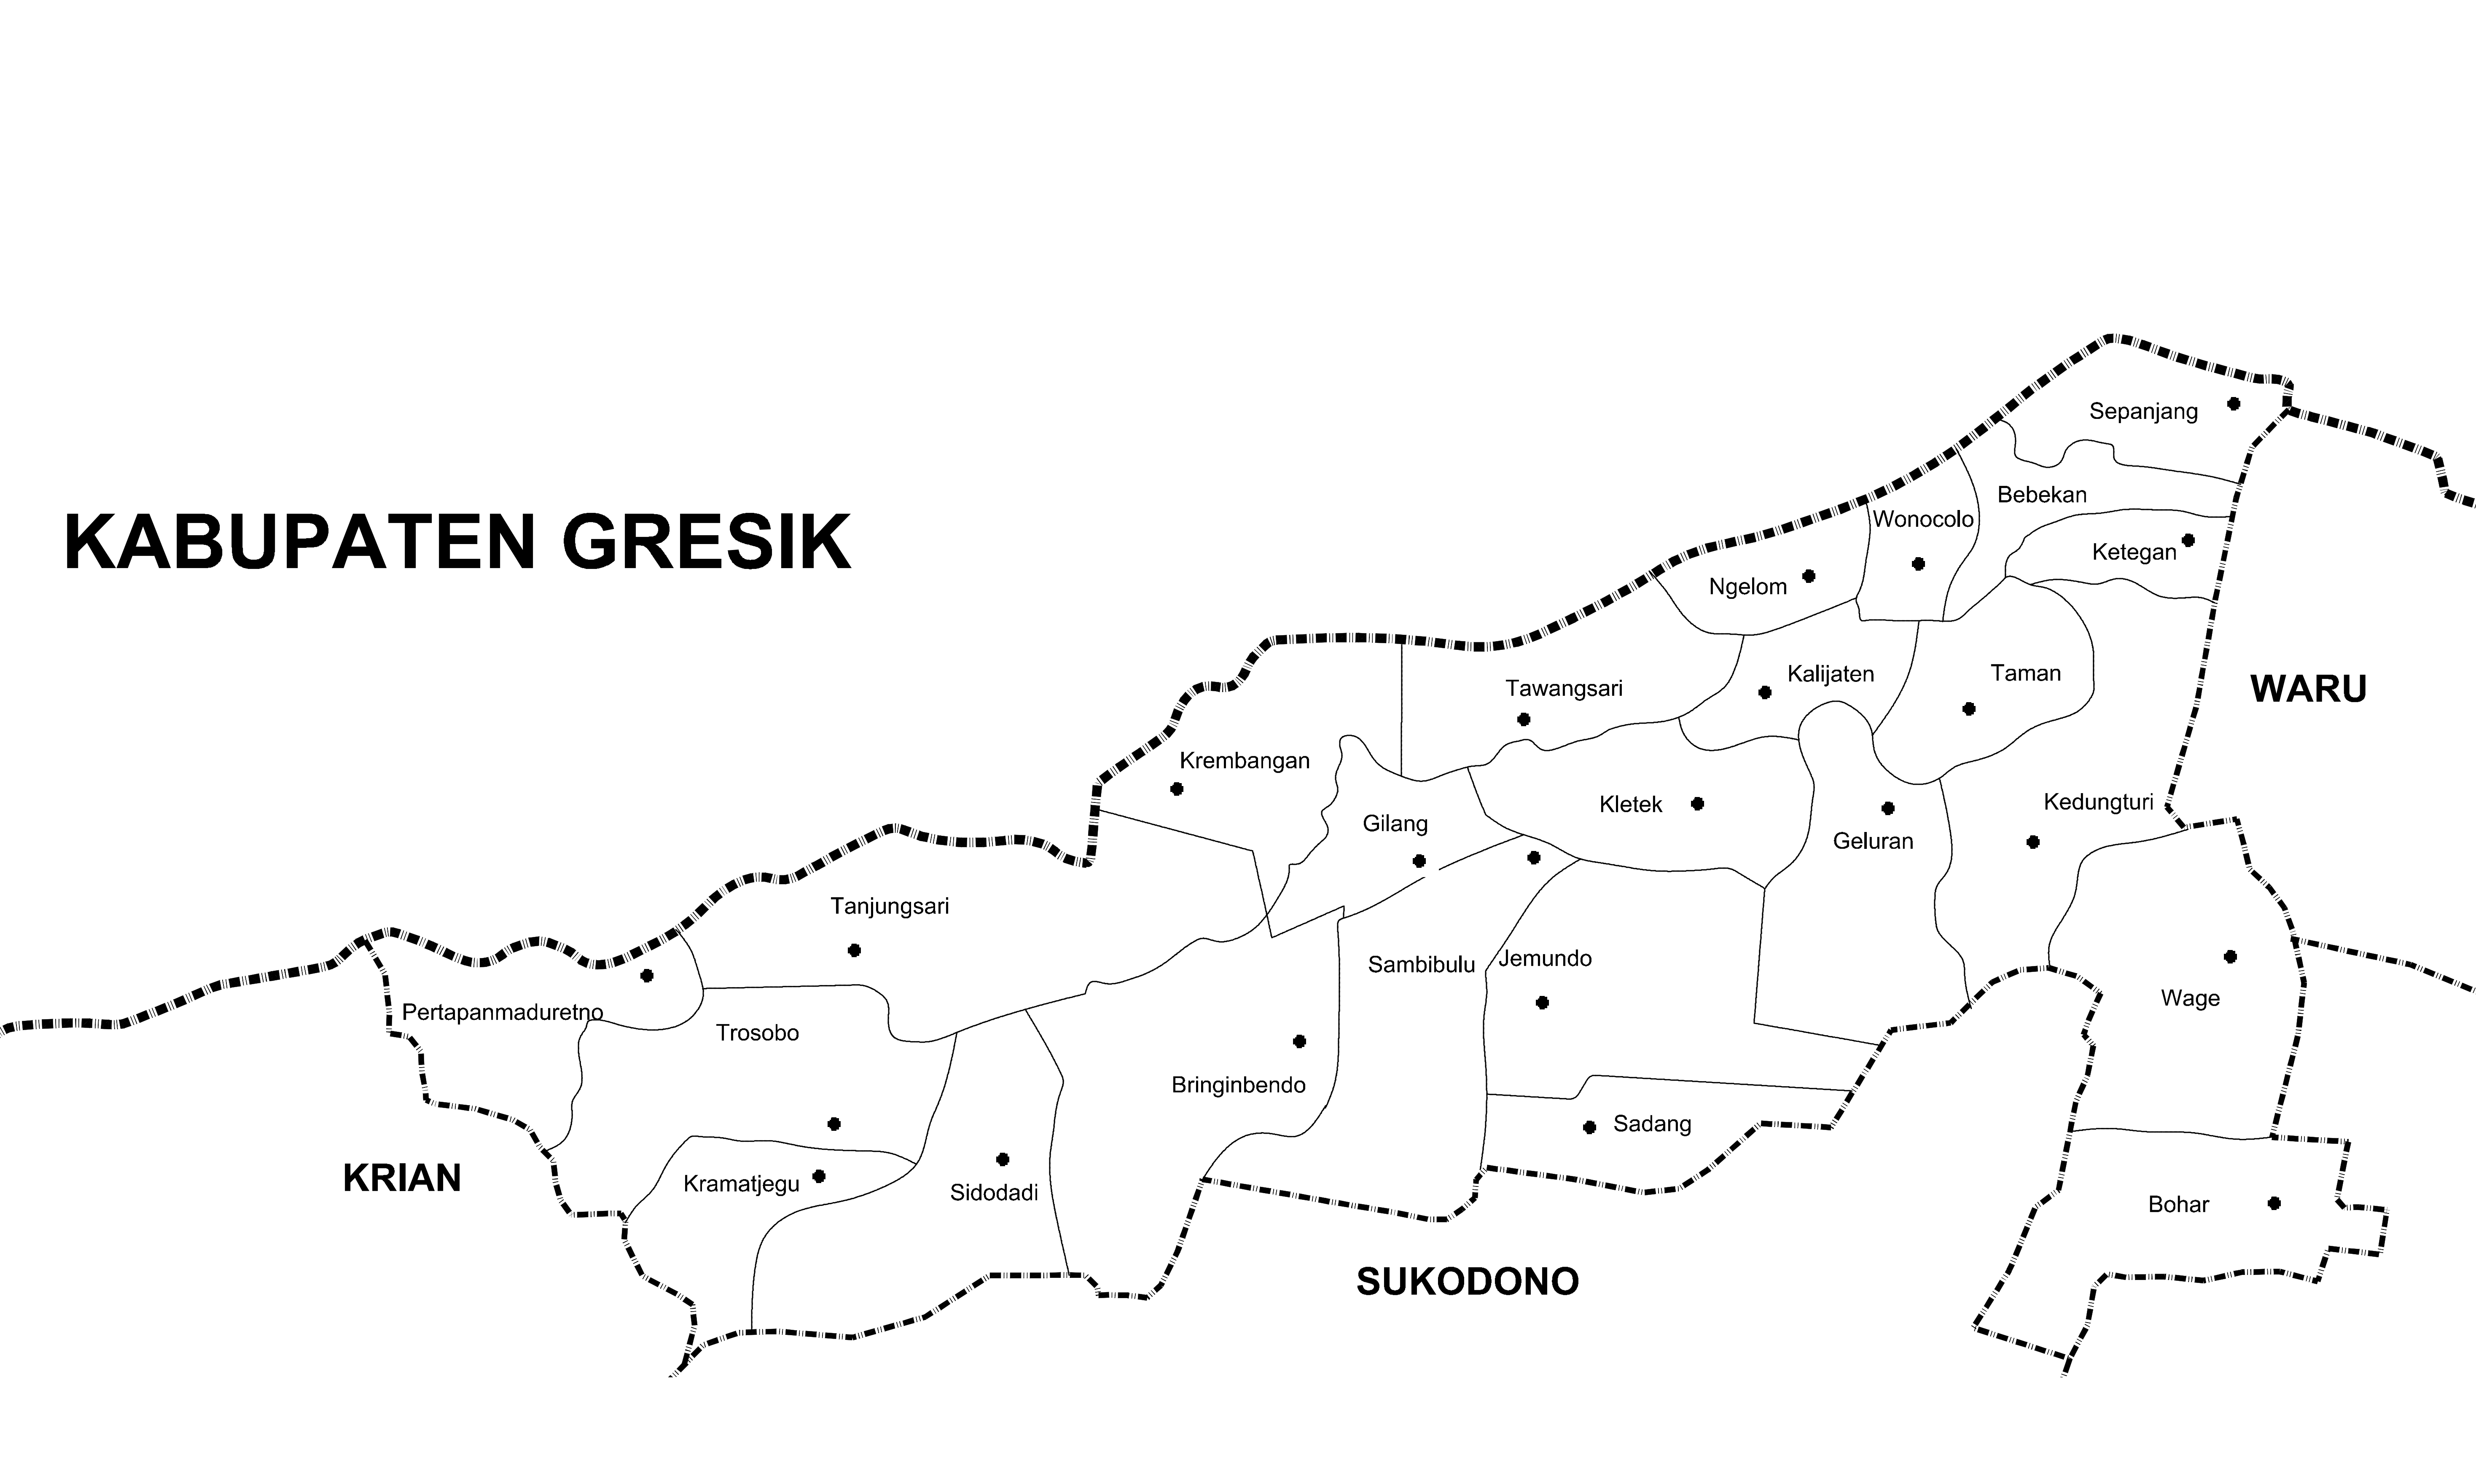 Sepanjang
Bebekan
Wonocolo
KABUPATEN GRESIK
Ketegan
Ngelom
Kalijaten
Taman
Tawangsari
WARU
Krembangan
Kletek
Kedungturi
Gilang
Geluran
Tanjungsari
Jemundo
Sambibulu
Wage
Pertapanmaduretno
Trosobo
Bringinbendo
Sadang
KRIAN
Kramatjegu
Sidodadi
Bohar
SUKODONO